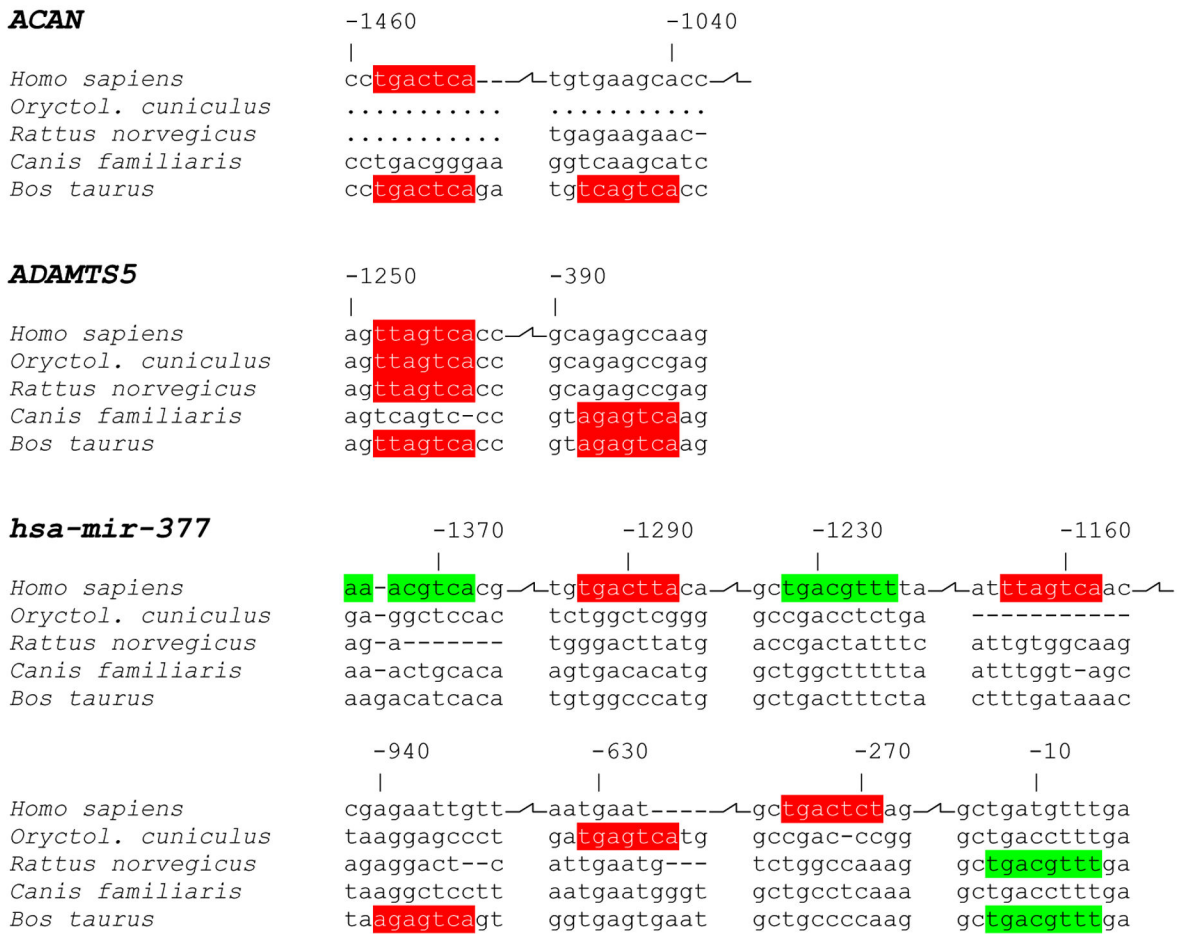 ACAN -1460 -1040
| |
Homo sapiens cctgactca-- tgtgaagcacc
Oryctol. cuniculus ........... ...........
Rattus norvegicus ........... tgagaagaac-
Canis familiaris cctgacgggaa ggtcaagcatc
Bos taurus cctgactcaga tgtcagtcacc
ADAMTS5 -1250 -390
| |
Homo sapiens agttagtcacc gcagagccaag
Oryctol. cuniculus agttagtcacc gcagagccgag
Rattus norvegicus agttagtcacc gcagagccgag
Canis familiaris agtcagtc-cc gtagagtcaag
Bos taurus agttagtcacc gtagagtcaag
hsa-mir-377 -1370 -1290 -1230 -1160
| | | |
Homo sapiens aa-acgtcacg tgtgacttaca gctgacgtttta atttagtcaac
Oryctol. cuniculus ga-ggctccac tctggctcggg gccgacctctga -----------
Rattus norvegicus ag-a------- tgggacttatg accgactatttc attgtggcaag
Canis familiaris aa-actgcaca agtgacacatg gctggcttttta atttggt-agc
Bos taurus aagacatcaca tgtggcccatg gctgactttcta ctttgataaac
-940 -630 -270 -10
| | | |
Homo sapiens cgagaattgtt aatgaat---- gctgactctag gctgatgtttga
Oryctol. cuniculus taaggagccct gatgagtcatg gccgac-ccgg gctgacctttga
Rattus norvegicus agaggact--c attgaatg--- tctggccaaag gctgacgtttga
Canis familiaris taaggctcctt aatgaatgggt gctgcctcaaa gctgacctttga
Bos taurus taagagtcagt ggtgagtgaat gctgccccaag gctgacgtttga